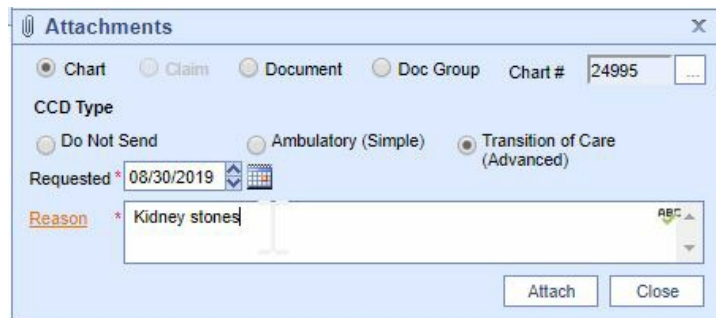 Attachments X
Chart Claim Document Doc Group Chart # 24995 ...
CCD Type
Do Not Send Ambulatory (Simple) Transition of Care
(Advanced)
Requested * 08/30/2019
Reason * Kidney stones ABC
Attach Close